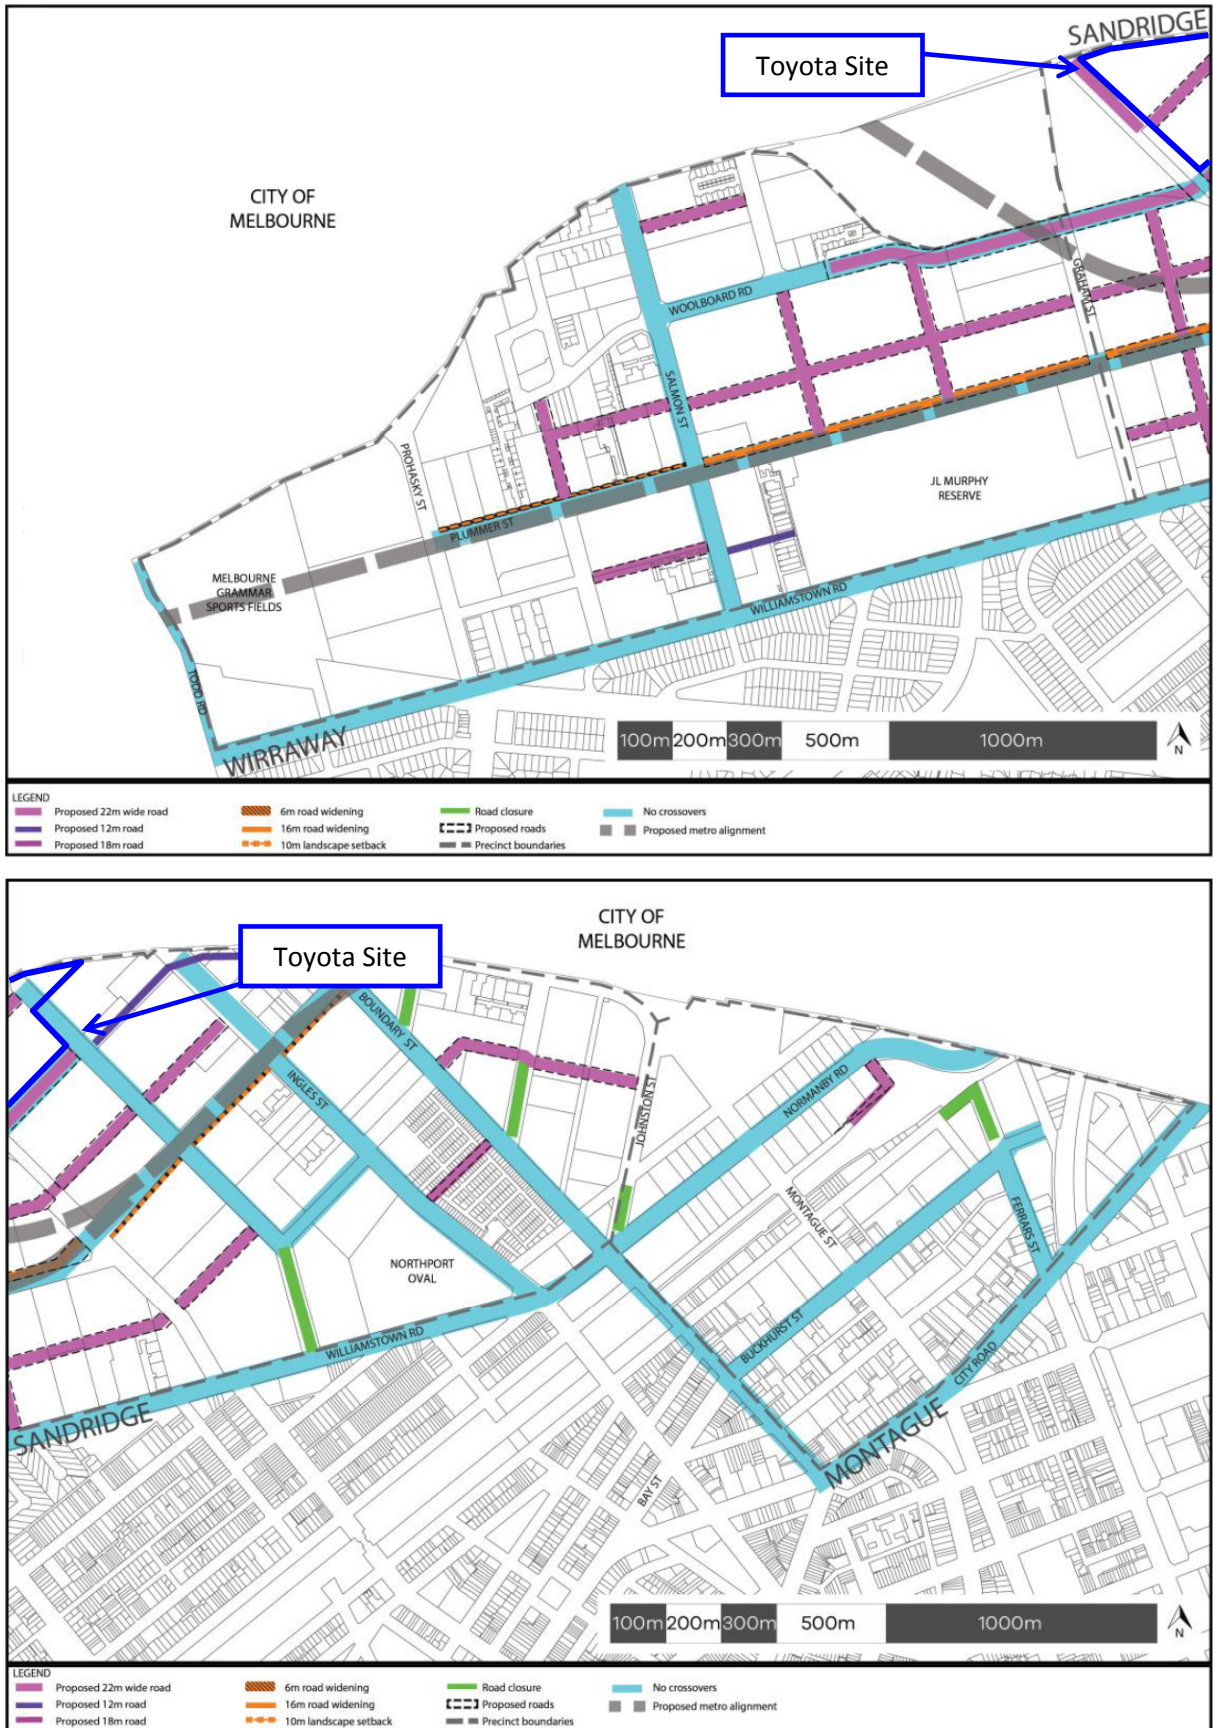 SANDRIDGE
Toyota Site
CITY OF
MELBOURNE
WOOLBOARD RD
GRAHAM ST
SALMON ST
PROHASKY ST
JL MURPHY
RESERVE
PLUMMER ST
MELBOURNE
GRAMMAR
SPORTS FIELDS
WILLIAMSTOWN RD
TODD RD
WIRRAWAY
100m 200m 300m 500m 1000m
N
LEGEND
Proposed 22m wide road
Proposed 12m road
Proposed 18m road
6m road widening
16m road widening
10m landscape setback
Road closure
Proposed roads
Precinct boundaries
No crossovers
Proposed metro alignment
CITY OF
MELBOURNE
Toyota Site
BOUNDARY ST
INGLES ST
JOHNSTON ST
NORMANBY RD
MONTAGUE ST
FERRARS ST
NORTHPORT
OVAL
BUCKHURST ST
WILLIAMSTOWN RD
CITY ROAD
SANDRIDGE
MONTAGUE
BAY ST
100m 200m 300m 500m 1000m
N
LEGEND
Proposed 22m wide road
Proposed 12m road
Proposed 18m road
6m road widening
16m road widening
10m landscape setback
Road closure
Proposed roads
Precinct boundaries
No crossovers
Proposed metro alignment